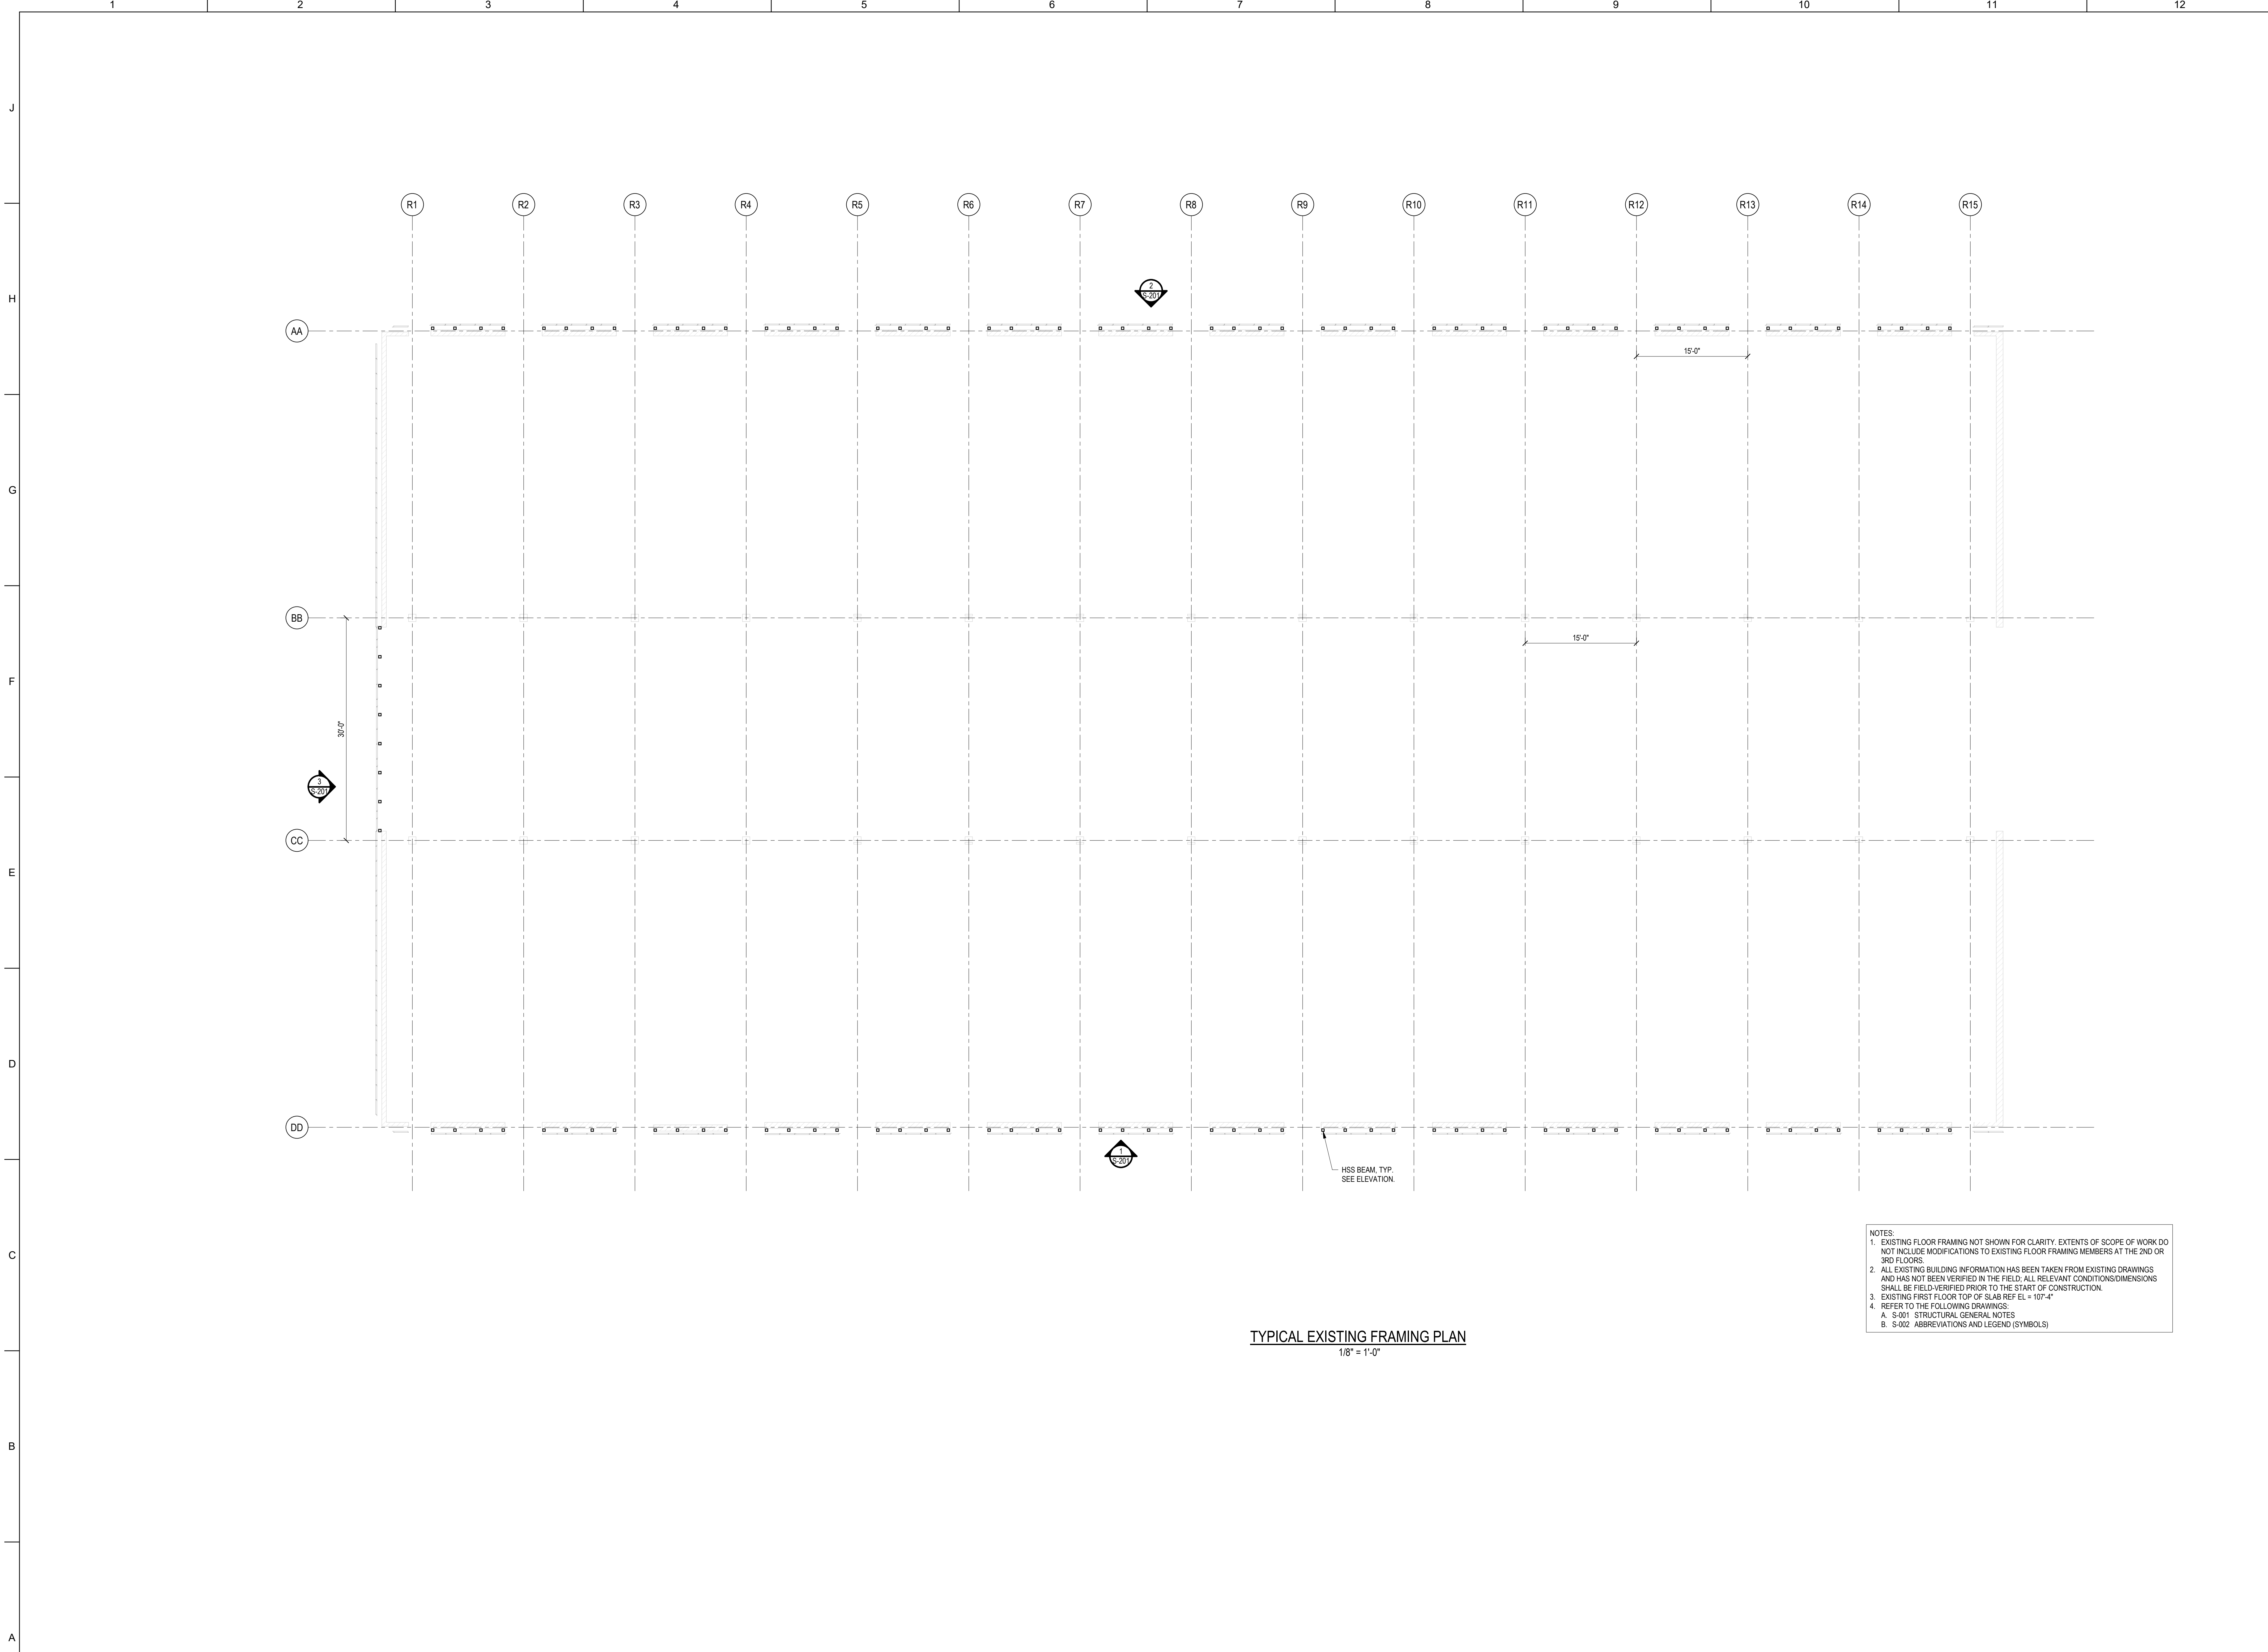 1 2 3 4 5 6 7 8 9 10 11 12
J
R1 R2 R3 R4 R5 R6 R7 R8 R9 R10 R11 R12 R13 R14 R15
H
2
S-201
AA
15'-0"
G
BB
15'-0"
F
30'-0"
3
S-201
CC
E
D
DD
1
S-201
HSS BEAM, TYP.
SEE ELEVATION.
C
NOTES:
1. EXISTING FLOOR FRAMING NOT SHOWN FOR CLARITY. EXTENTS OF SCOPE OF WORK DO
NOT INCLUDE MODIFICATIONS TO EXISTING FLOOR FRAMING MEMBERS AT THE 2ND OR
3RD FLOORS.
2. ALL EXISTING BUILDING INFORMATION HAS BEEN TAKEN FROM EXISTING DRAWINGS
AND HAS NOT BEEN VERIFIED IN THE FIELD; ALL RELEVANT CONDITIONS/DIMENSIONS
SHALL BE FIELD-VERIFIED PRIOR TO THE START OF CONSTRUCTION.
3. EXISTING FIRST FLOOR TOP OF SLAB REF EL = 107'-4"
4. REFER TO THE FOLLOWING DRAWINGS:
A. S-001 STRUCTURAL GENERAL NOTES
B. S-002 ABBREVIATIONS AND LEGEND (SYMBOLS)
TYPICAL EXISTING FRAMING PLAN
1/8" = 1'-0"
B
A